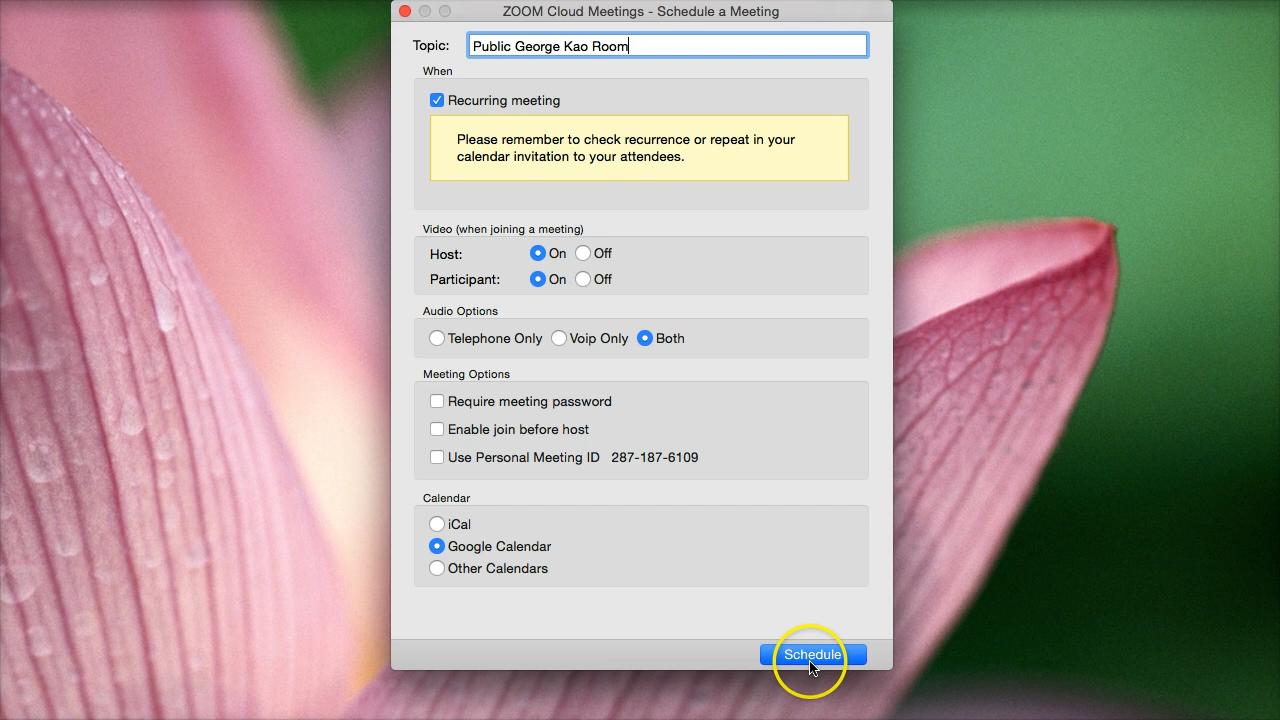 ZOOM Cloud Meetings - Schedule a Meeting
Topic: Public George Kao Room
When
Recurring meeting
Please remember to check recurrence or repeat in your
calendar invitation to your attendees.
Video (when joining a meeting)
Host: On Off
Participant: On Off
Audio Options
Telephone Only Voip Only Both
Meeting Options
Require meeting password
Enable join before host
Use Personal Meeting ID 287-187-6109
Calendar
iCal
Google Calendar
Other Calendars
Schedule